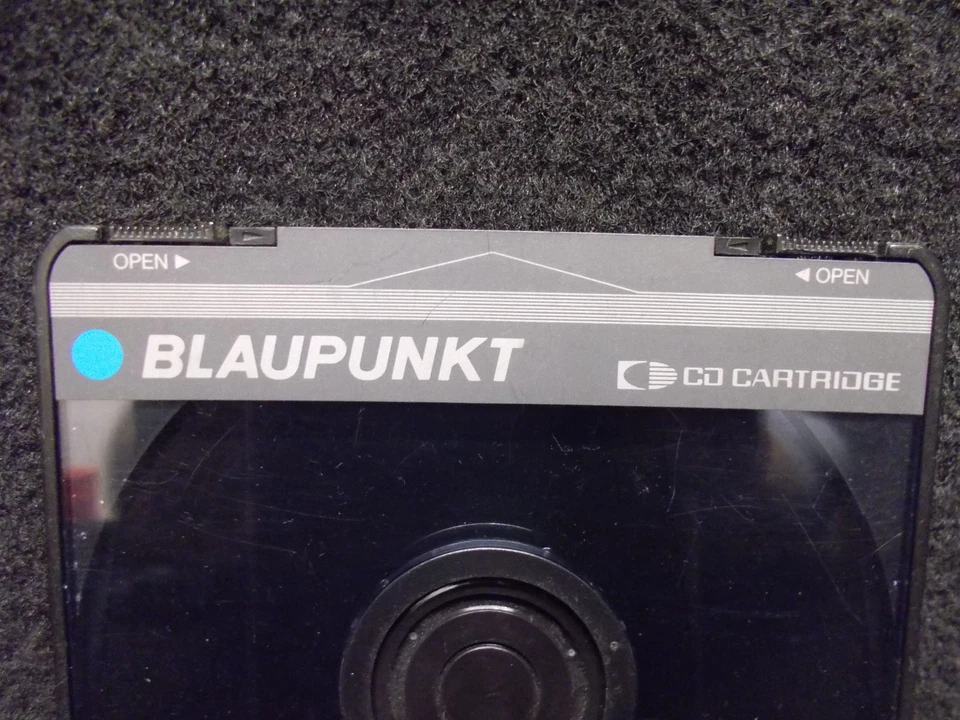 OPEN ▶ ◀ OPEN
BLAUPUNKT CD CARTRIDGE